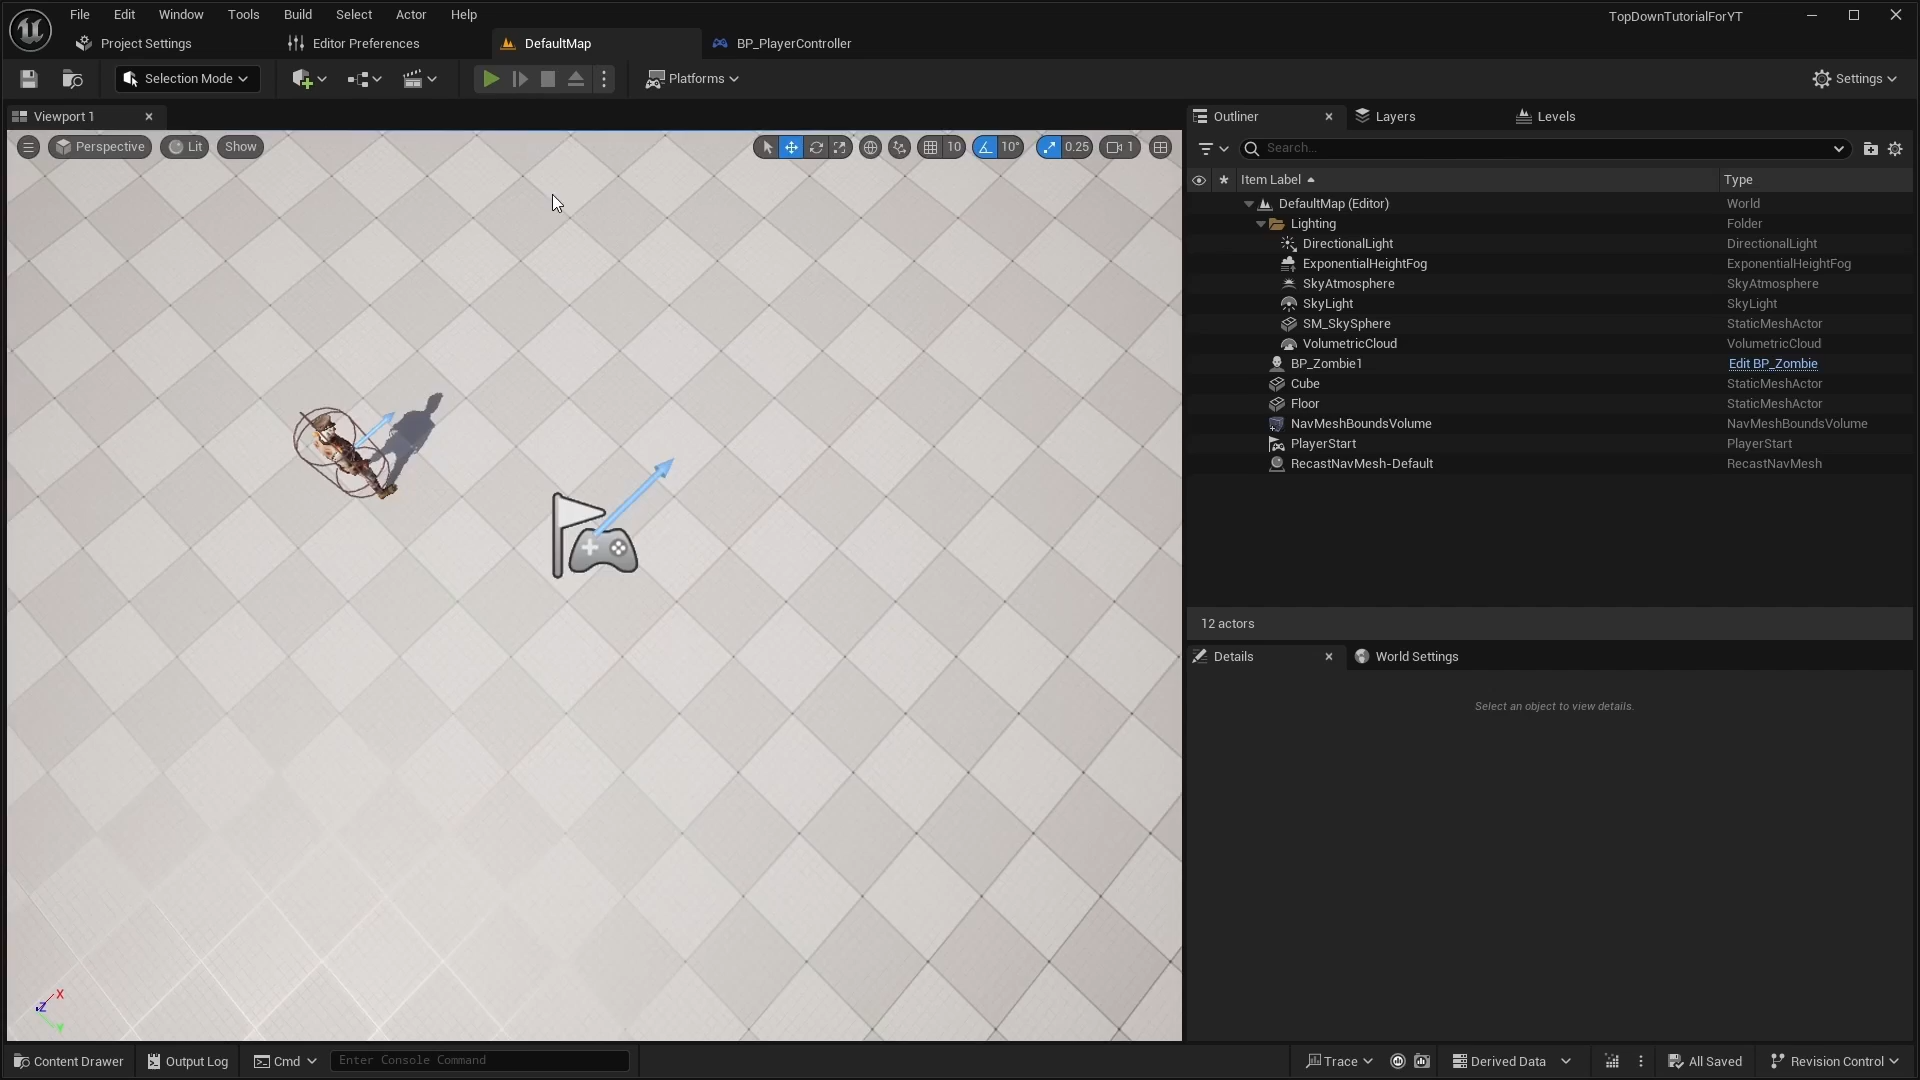 File Edit Window Tools Build Select Actor Help
TopDownTutorialForYT
Project Settings
Editor Preferences
DefaultMap
BP_PlayerController
Selection Mode
Platforms
Settings
Viewport 1
Outliner
Layers
Levels
Perspective
Lit
Show
10
10°
0.25
1
Search...
Item Label
Type
DefaultMap (Editor) World
Lighting Folder
DirectionalLight DirectionalLight
ExponentialHeightFog ExponentialHeightFog
SkyAtmosphere SkyAtmosphere
SkyLight SkyLight
SM_SkySphere StaticMeshActor
VolumetricCloud VolumetricCloud
BP_Zombie1 Edit BP_Zombie
Cube StaticMeshActor
Floor StaticMeshActor
NavMeshBoundsVolume NavMeshBoundsVolume
PlayerStart PlayerStart
RecastNavMesh-Default RecastNavMesh
12 actors
Details
World Settings
Select an object to view details.
X
Z
Y
Content Drawer
Output Log
Cmd
Enter Console Command
Trace
Derived Data
All Saved
Revision Control